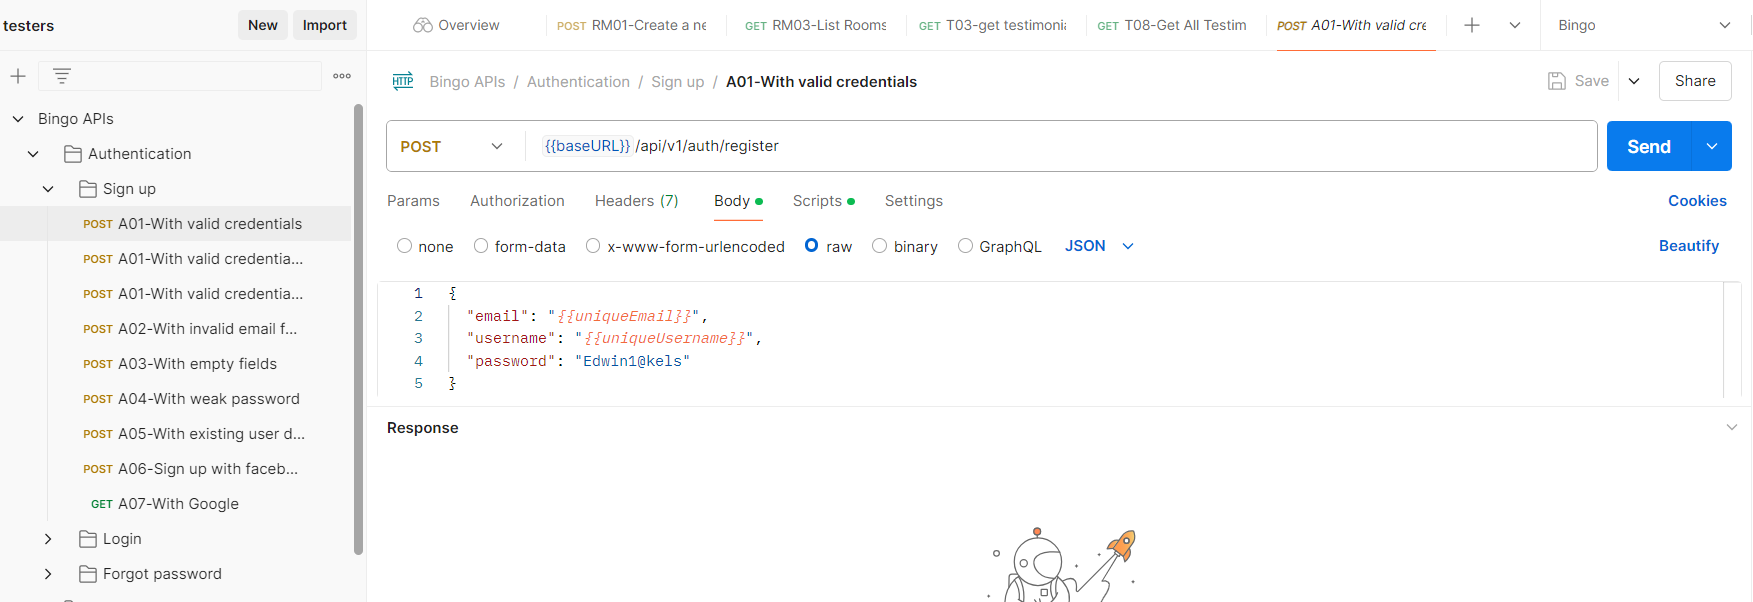 testers
New
Import
Overview
POST RM01-Create a ne
GET RM03-List Rooms
GET T03-get testimonia
GET T08-Get All Testim
POST A01-With valid cre
Bingo
Bingo APIs / Authentication / Sign up / A01-With valid credentials
Save
Share
Bingo APIs
Authentication
Sign up
POST A01-With valid credentials
POST A01-With valid credentia...
POST A01-With valid credentia...
POST A02-With invalid email f...
POST A03-With empty fields
POST A04-With weak password
POST A05-With existing user d...
POST A06-Sign up with faceb...
GET A07-With Google
Login
Forgot password
POST
{{baseURL}} /api/v1/auth/register
Send
Params
Authorization
Headers (7)
Body
Scripts
Settings
Cookies
none
form-data
x-www-form-urlencoded
raw
binary
GraphQL
JSON
Beautify
1 {
2 "email": "{{uniqueEmail}}",
3 "username": "{{uniqueUsername}}",
4 "password": "Edwin1@kels"
5 }
Response